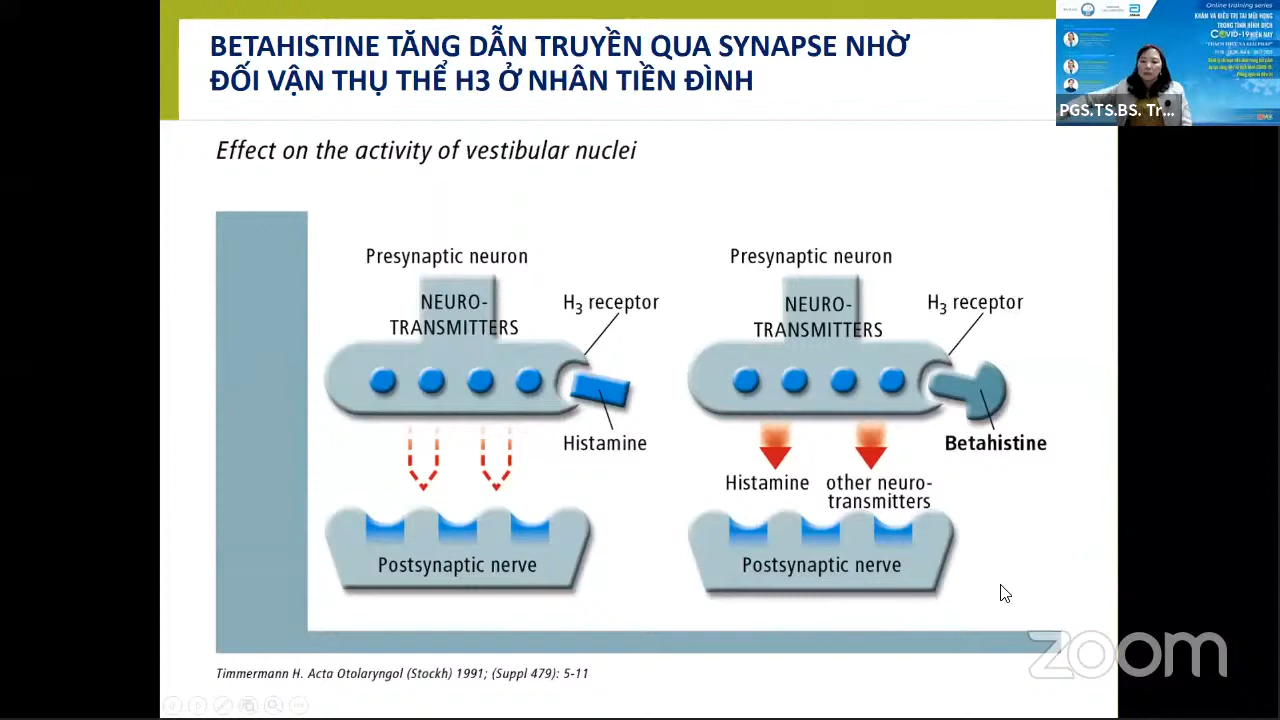 BETAHISTINE TĂNG DẪN TRUYỀN QUA SYNAPSE NHỜ
ĐỐI VẬN THỤ THỂ H3 Ở NHÂN TIỀN ĐÌNH
Effect on the activity of vestibular nuclei
Presynaptic neuron
NEURO-
TRANSMITTERS
H3 receptor
Histamine
Postsynaptic nerve
Presynaptic neuron
NEURO-
TRANSMITTERS
H3 receptor
Betahistine
Histamine
other neuro-
transmitters
Postsynaptic nerve
Timmermann H. Acta Otolaryngol (Stockh) 1991; (Suppl 479): 5-11
Online training series
KHÁM VÀ ĐIỀU TRỊ TAI MŨI HỌNG
TRONG TÌNH HÌNH DỊCH
COVID-19 HIỆN NAY
PGS.TS.BS. Tr...
zoom